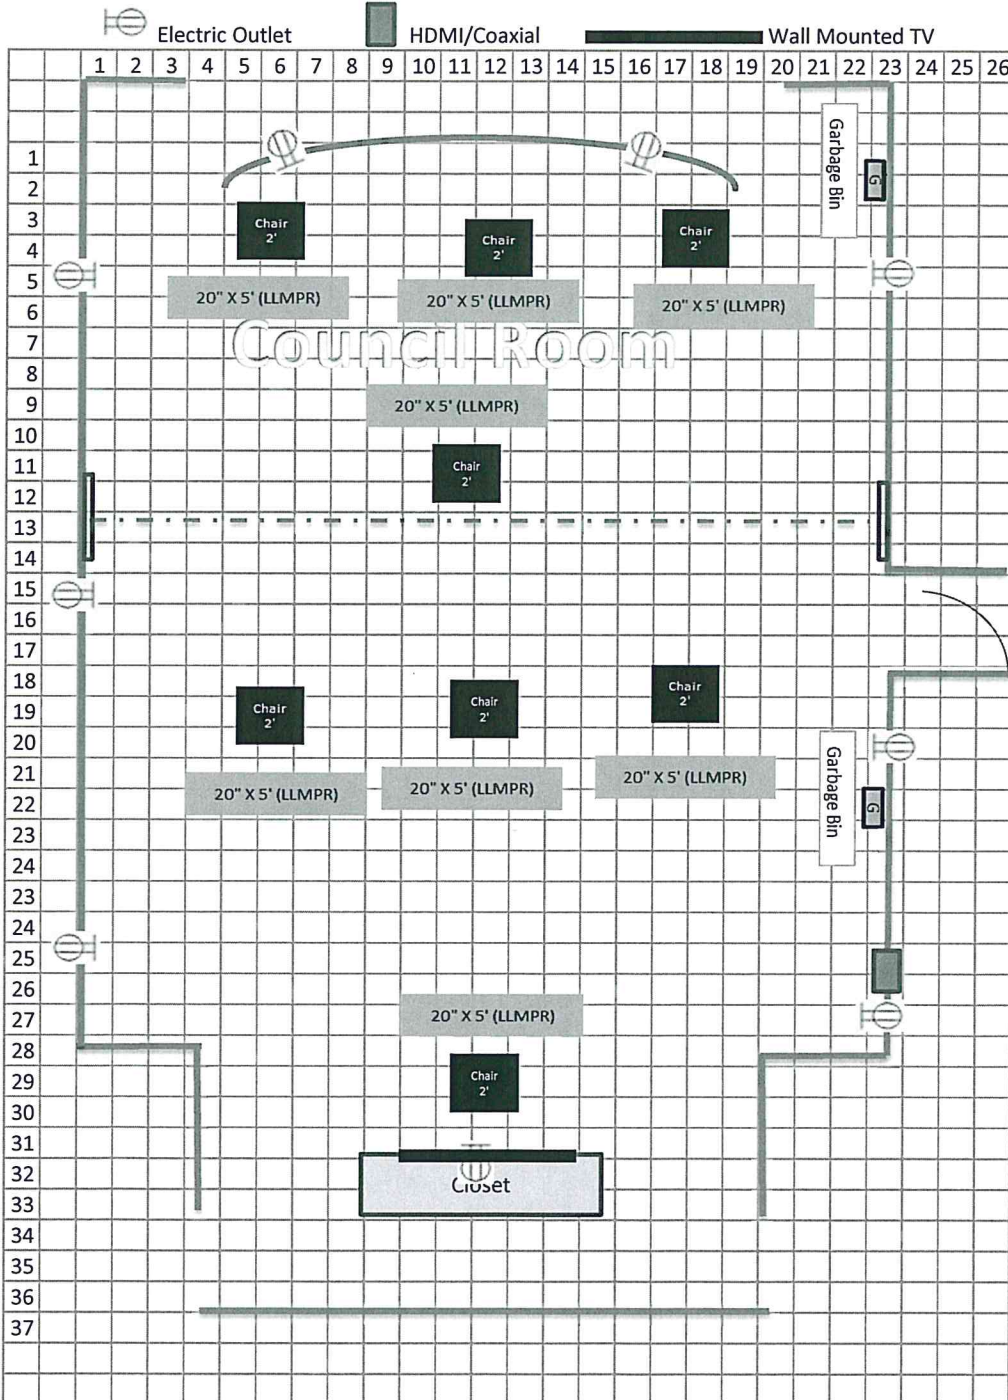 Electric Outlet HDMI/Coaxial Wall Mounted TV
1 2 3 4 5 6 7 8 9 10 11 12 13 14 15 16 17 18 19 20 21 22 23 24 25 26
1
2
3
4
5
6
7
8
9
10
11
12
13
14
15
16
17
18
19
20
21
22
23
24
23
24
25
26
27
28
29
30
31
32
33
34
35
36
37
Garbage Bin
G
Chair
2'
Chair
2'
Chair
2'
20" X 5' (LLMPR)
20" X 5' (LLMPR)
20" X 5' (LLMPR)
Council Room
20" X 5' (LLMPR)
Chair
2'
Chair
2'
Chair
2'
Chair
2'
Garbage Bin
G
20" X 5' (LLMPR)
20" X 5' (LLMPR)
20" X 5' (LLMPR)
20" X 5' (LLMPR)
Chair
2'
Closet